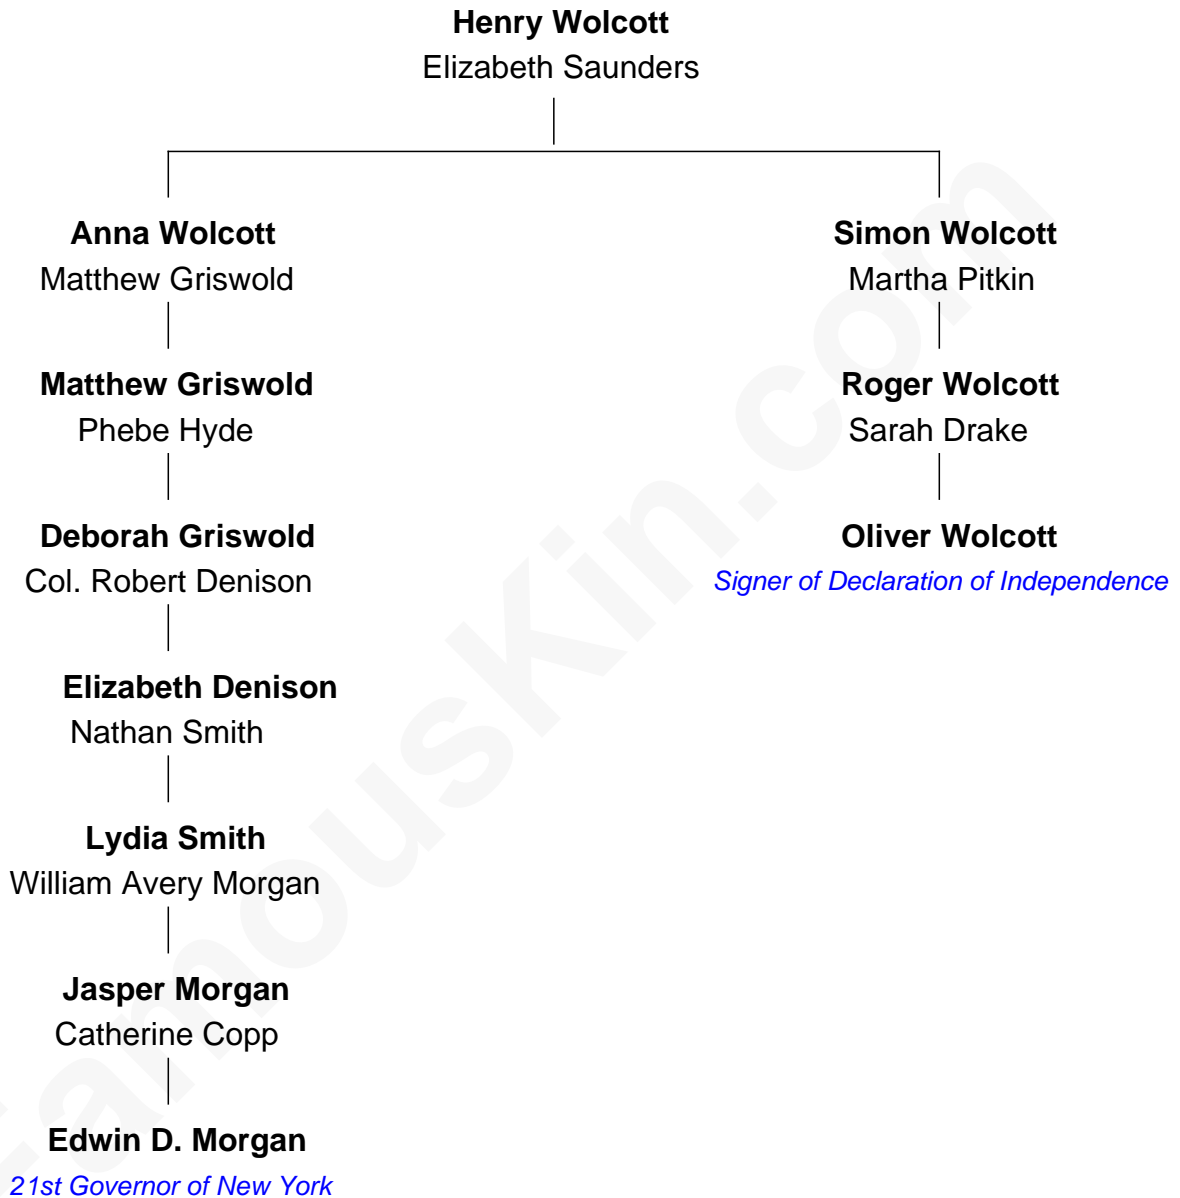 Henry Wolcott
Elizabeth Saunders
Anna Wolcott
Matthew Griswold
Simon Wolcott
Martha Pitkin
Matthew Griswold
Phebe Hyde
Roger Wolcott
Sarah Drake
Deborah Griswold
Col. Robert Denison
Oliver Wolcott
Signer of Declaration of Independence
Elizabeth Denison
Nathan Smith
Lydia Smith
William Avery Morgan
Jasper Morgan
Catherine Copp
Edwin D. Morgan
21st Governor of New York
FamousKin.com